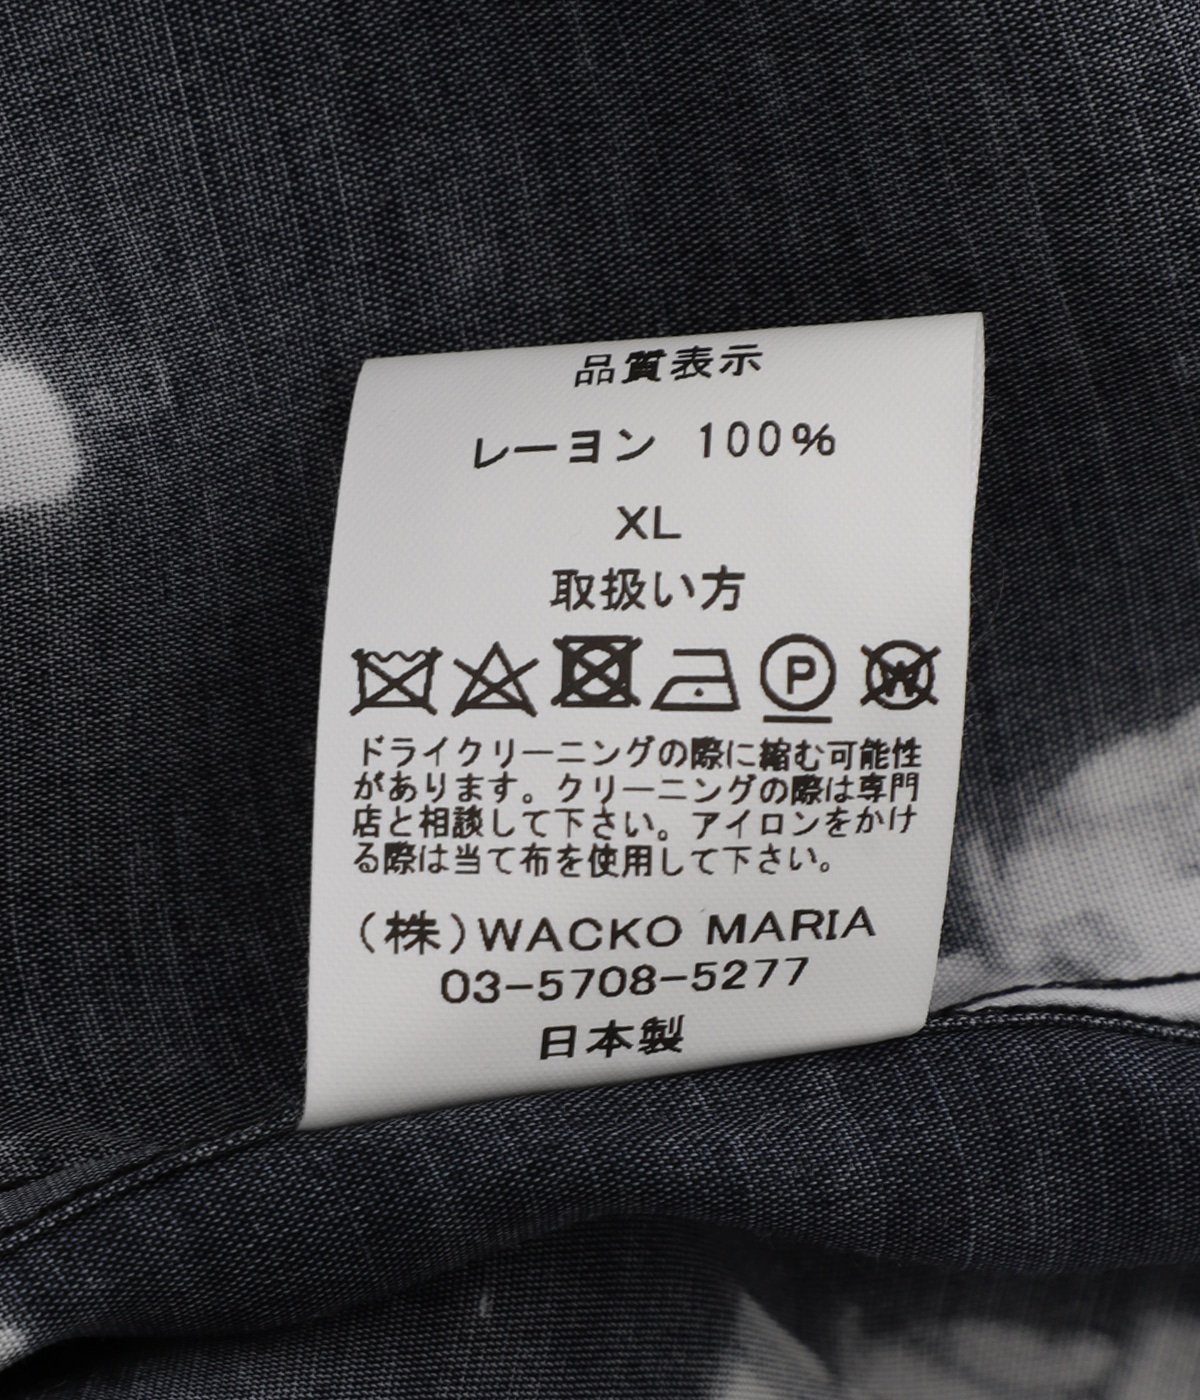 品質表示
レーヨン 100%
XL
取扱い方
P W
ドライクリーニングの際に縮む可能性
があります。クリーニングの際は専門
店と相談して下さい。アイロンをかけ
る際は当て布を使用して下さい。
(株)WACKO MARIA
03-5708-5277
日本製